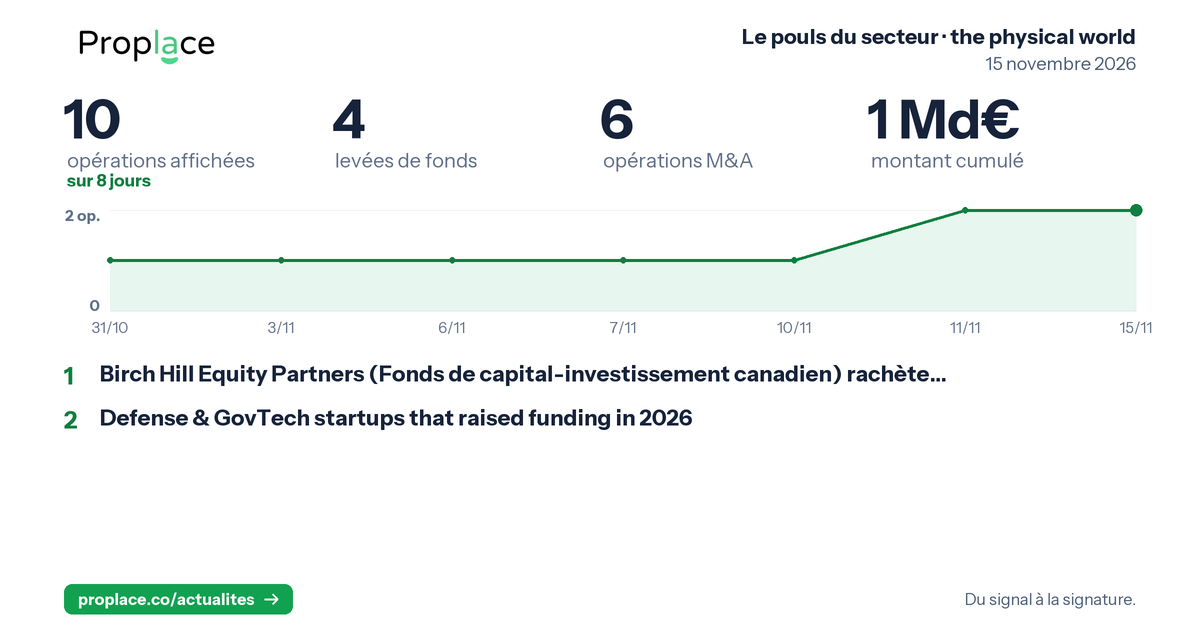 Proplace
Le pouls du secteur · the physical world
15 novembre 2026
10
opérations affichées
sur 8 jours
4
levées de fonds
6
opérations M&A
1 Md€
montant cumulé
2 op.
0
31/10 3/11 6/11 7/11 10/11 11/11 15/11
1 Birch Hill Equity Partners (Fonds de capital-investissement canadien) rachète...
2 Defense & GovTech startups that raised funding in 2026
proplace.co/actualites →
Du signal à la signature.